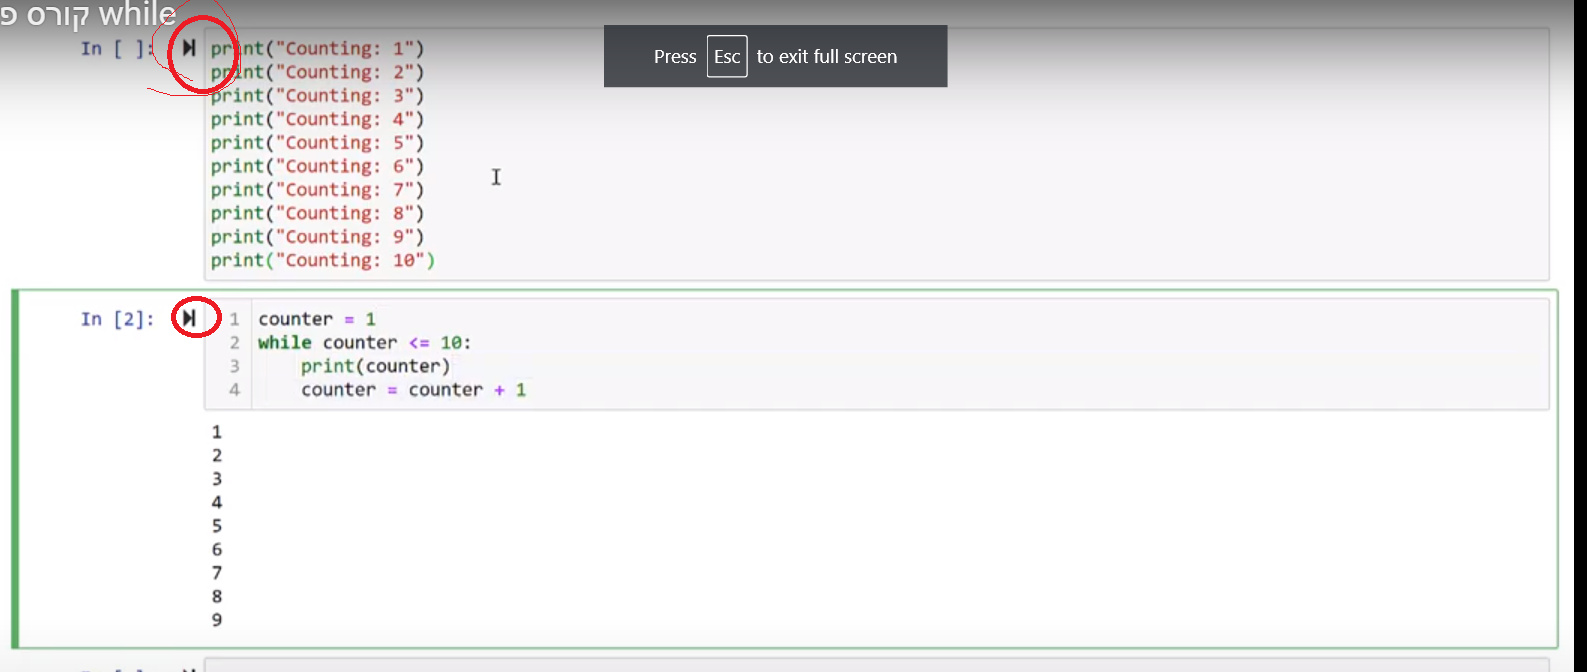 קורס פ while
Press Esc to exit full screen
In [ ]:
print("Counting: 1")
print("Counting: 2")
print("Counting: 3")
print("Counting: 4")
print("Counting: 5")
print("Counting: 6")
print("Counting: 7")
print("Counting: 8")
print("Counting: 9")
print("Counting: 10")
In [2]:
1 counter = 1
2 while counter <= 10:
3 print(counter)
4 counter = counter + 1
1
2
3
4
5
6
7
8
9